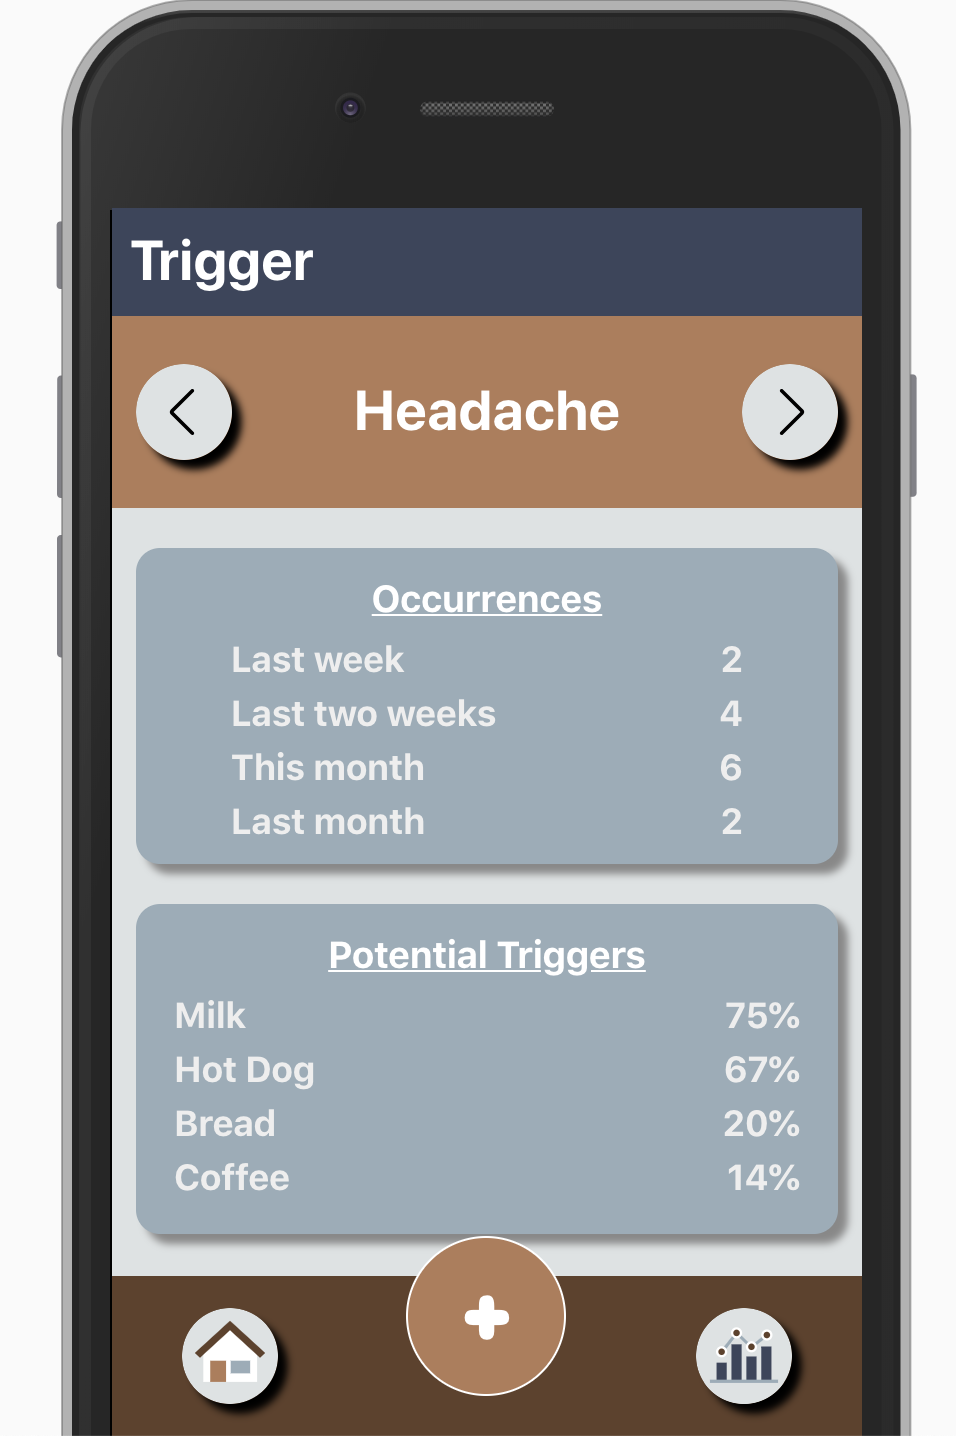 Trigger
Headache
Occurrences
Last week 2
Last two weeks 4
This month 6
Last month 2
Potential Triggers
Milk 75%
Hot Dog 67%
Bread 20%
Coffee 14%